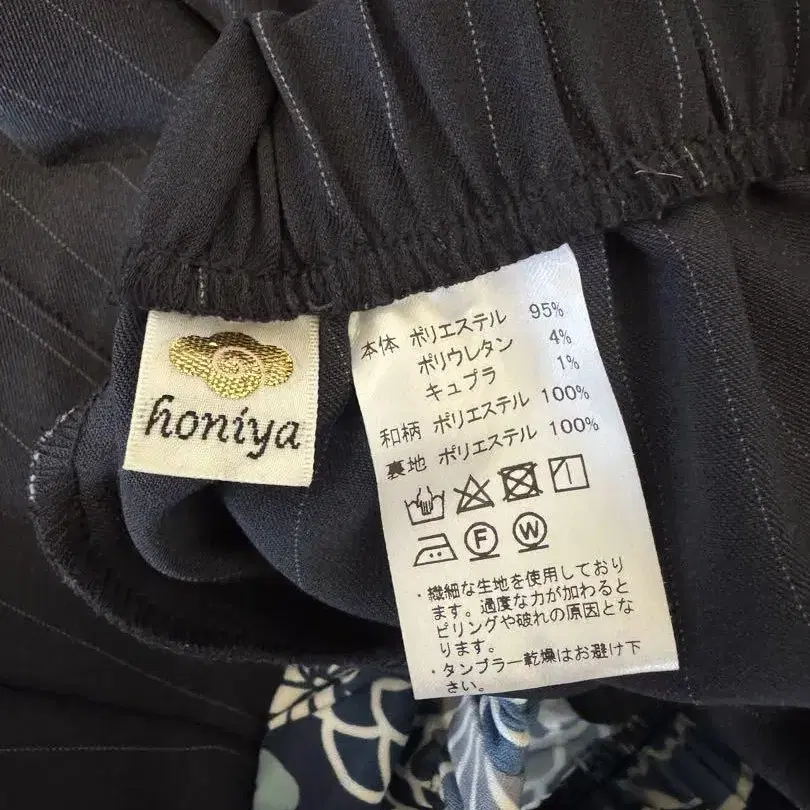 honiya
本体 ポリエステル 95%
ポリウレタン 4%
キュプラ 1%
和柄 ポリエステル 100%
裏地 ポリエステル 100%
F W
・繊細な生地を使用しており
ます。過度な力が加わると
ピリングや破れの原因とな
ります。
・タンブラー乾燥はお避け下
さい。